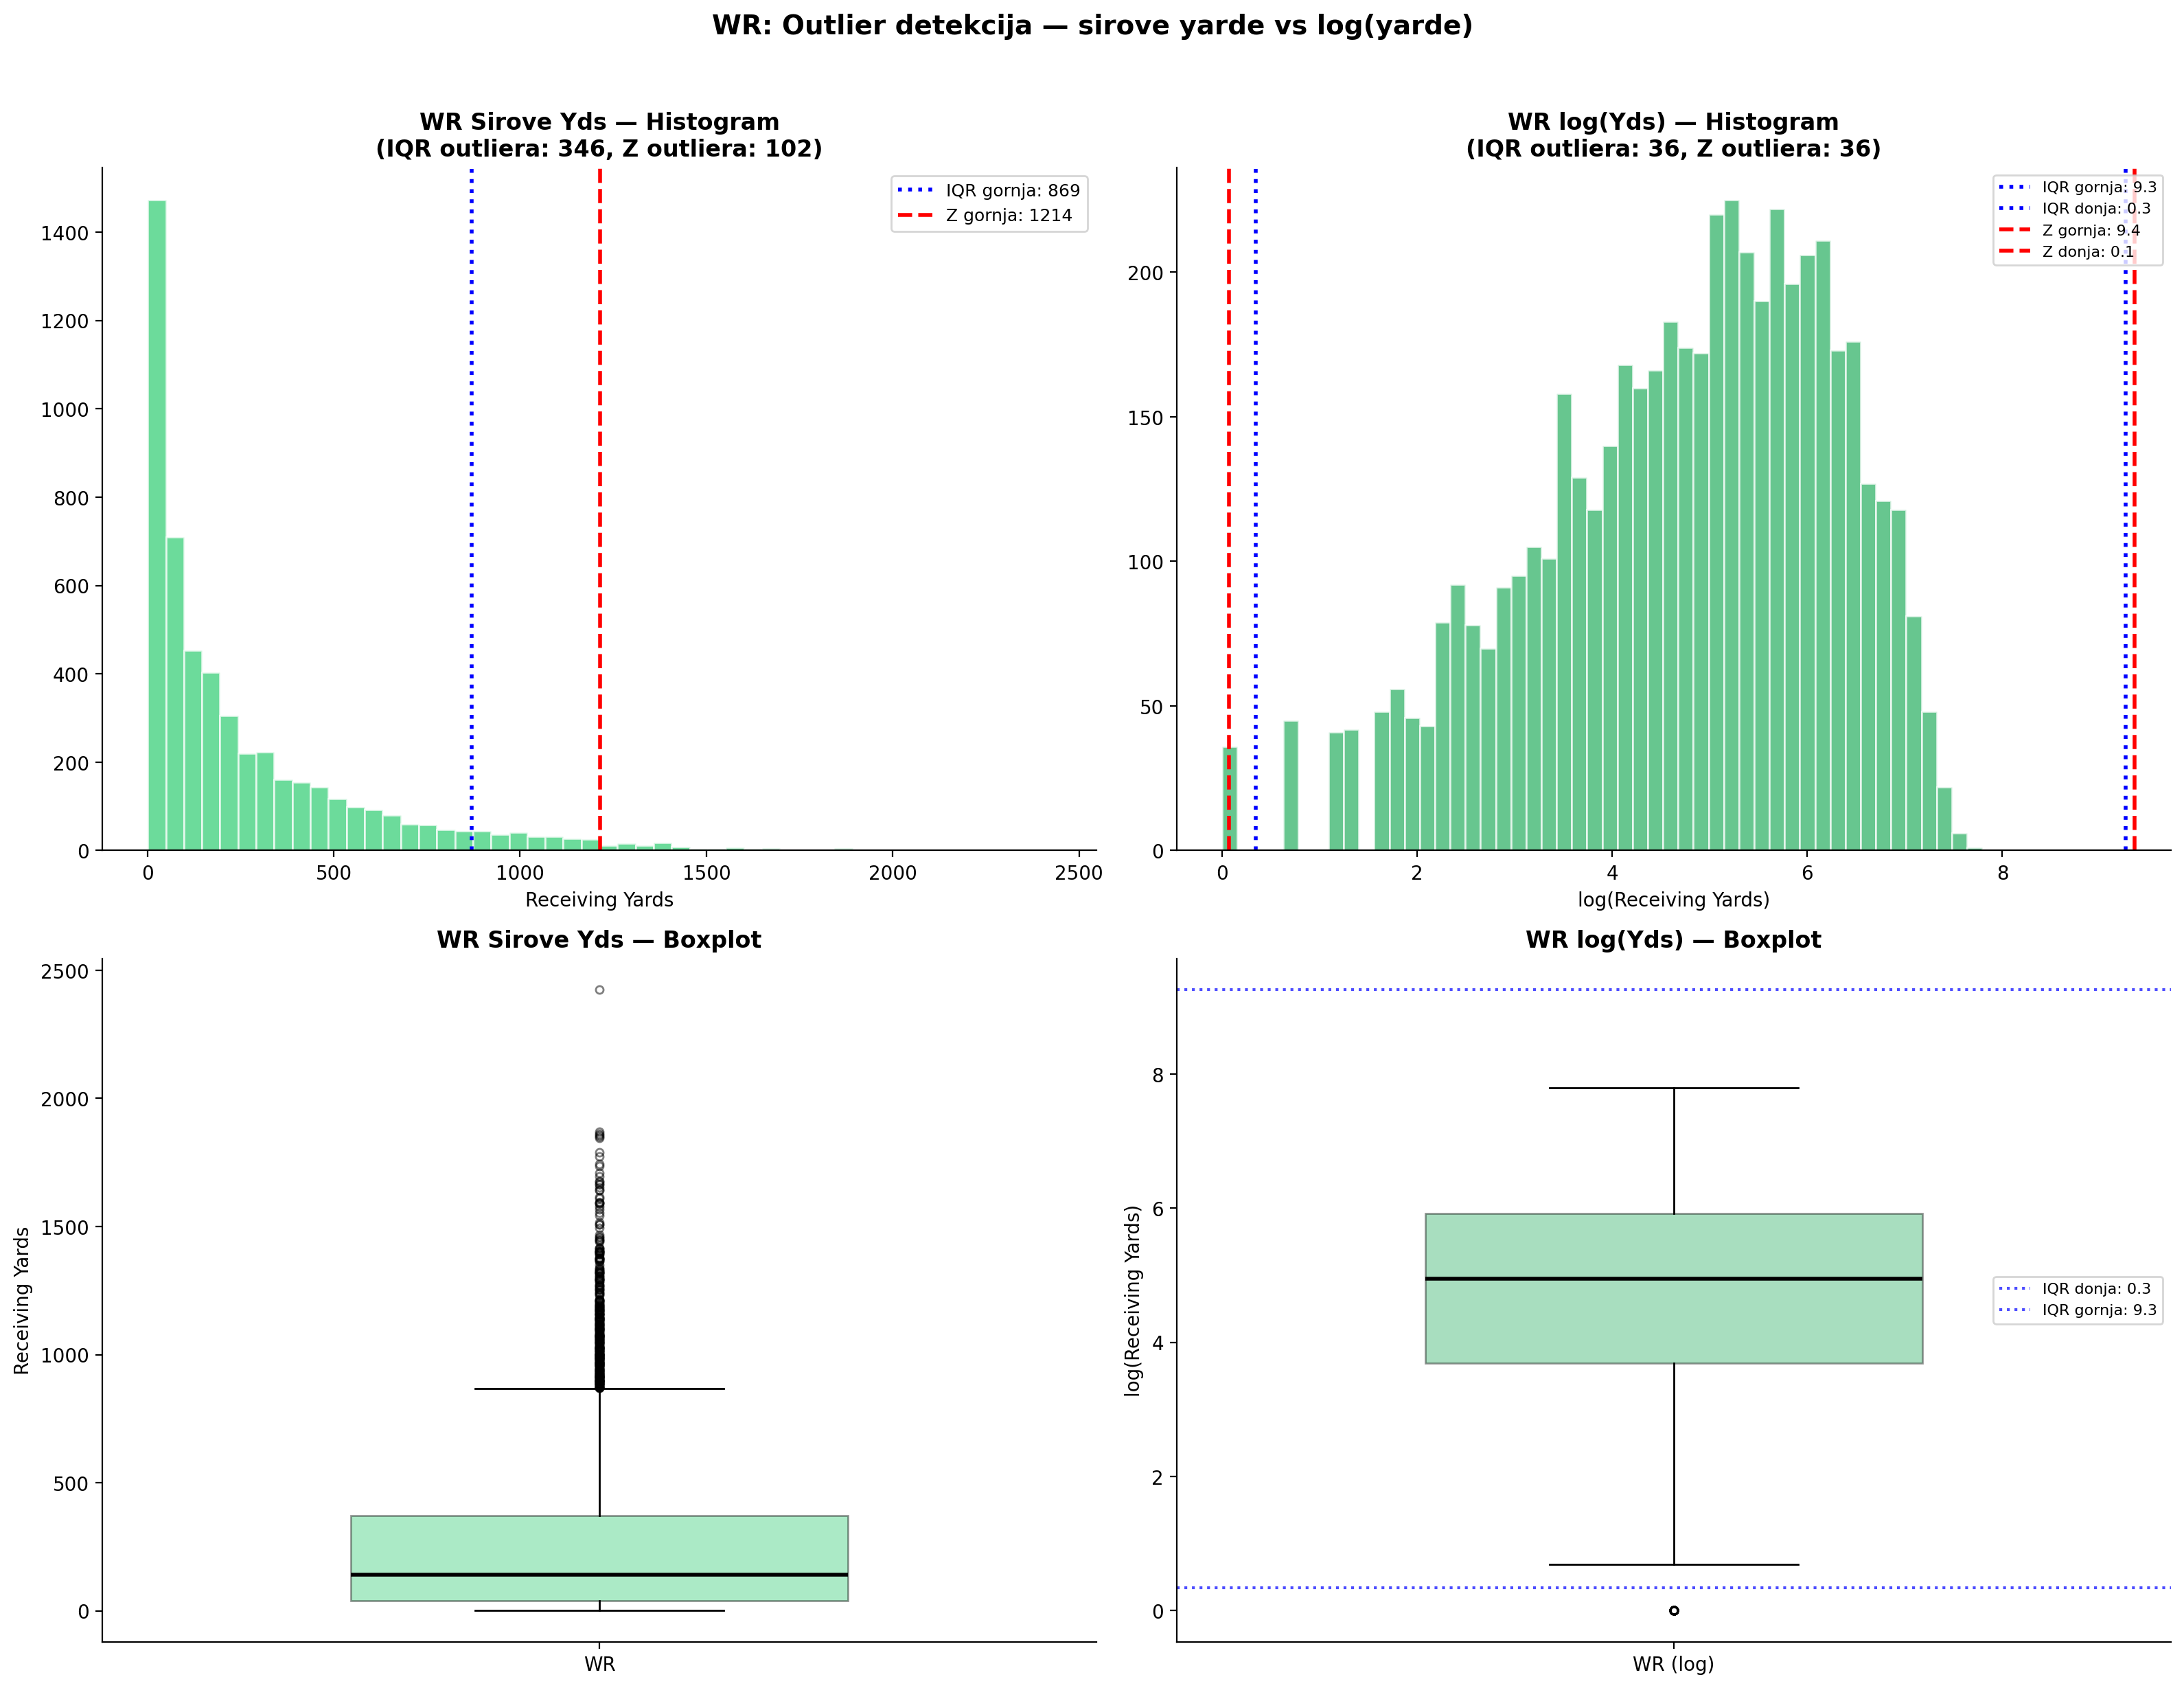 WR: Outlier detekcija — sirove yarde vs log(yarde)
WR Sirove Yds — Histogram
(IQR outliera: 346, Z outliera: 102)
IQR gornja: 869
Z gornja: 1214
1400
1200
1000
800
600
400
200
0
0
500
1000
1500
2000
2500
Receiving Yards
WR log(Yds) — Histogram
(IQR outliera: 36, Z outliera: 36)
IQR gornja: 9.3
IQR donja: 0.3
Z gornja: 9.4
Z donja: 0.1
200
150
100
50
0
0
2
4
6
8
log(Receiving Yards)
WR Sirove Yds — Boxplot
Receiving Yards
2500
2000
1500
1000
500
0
WR
WR log(Yds) — Boxplot
log(Receiving Yards)
8
6
4
2
0
IQR donja: 0.3
IQR gornja: 9.3
WR (log)